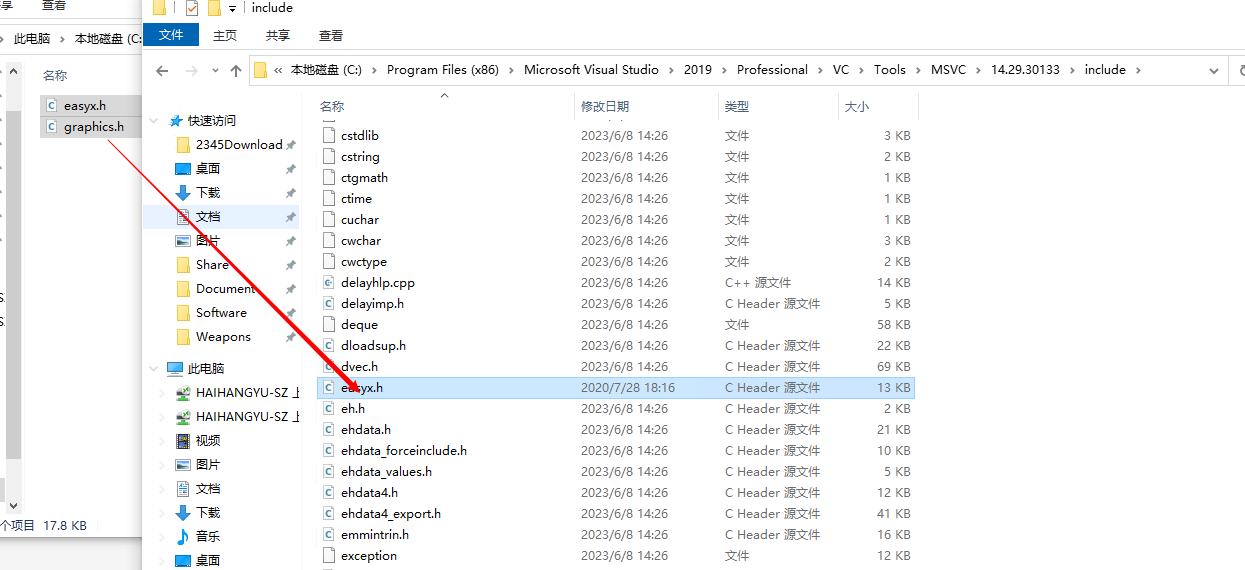 享 查看
此电脑 本地磁盘 (C:
名称
easyx.h
graphics.h
个项目 17.8 KB
include
文件 主页 共享 查看
« 本地磁盘 (C:) Program Files (x86) Microsoft Visual Studio 2019 Professional VC Tools MSVC 14.29.30133 include
快速访问
2345Download
桌面
下载
文档
图片
Share
Document
Software
Weapons
此电脑
HAIHANGYU-SZ 上
HAIHANGYU-SZ 上
视频
图片
文档
下载
音乐
桌面
名称 修改日期 类型 大小
cstdlib 2023/6/8 14:26 文件 3 KB
cstring 2023/6/8 14:26 文件 2 KB
ctgmath 2023/6/8 14:26 文件 1 KB
ctime 2023/6/8 14:26 文件 1 KB
cuchar 2023/6/8 14:26 文件 1 KB
cwchar 2023/6/8 14:26 文件 3 KB
cwctype 2023/6/8 14:26 文件 2 KB
delayhlp.cpp 2023/6/8 14:26 C++ 源文件 14 KB
delayimp.h 2023/6/8 14:26 C Header 源文件 5 KB
deque 2023/6/8 14:26 文件 58 KB
dloadsup.h 2023/6/8 14:26 C Header 源文件 22 KB
dvec.h 2023/6/8 14:26 C Header 源文件 69 KB
easyx.h 2020/7/28 18:16 C Header 源文件 13 KB
eh.h 2023/6/8 14:26 C Header 源文件 2 KB
ehdata.h 2023/6/8 14:26 C Header 源文件 21 KB
ehdata_forceinclude.h 2023/6/8 14:26 C Header 源文件 10 KB
ehdata_values.h 2023/6/8 14:26 C Header 源文件 5 KB
ehdata4.h 2023/6/8 14:26 C Header 源文件 12 KB
ehdata4_export.h 2023/6/8 14:26 C Header 源文件 41 KB
emmintrin.h 2023/6/8 14:26 C Header 源文件 16 KB
exception 2023/6/8 14:26 文件 12 KB